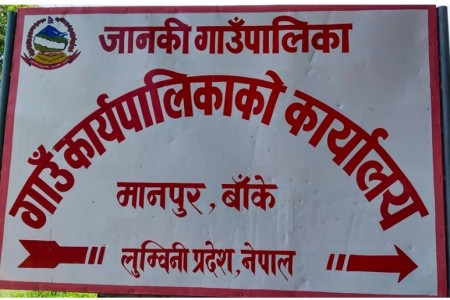 जानकी गाउँपालिका
गाउँ कार्यपालिकाको कार्यालय
मानपुर, बाँके
लुम्विनी प्रदेश, नेपाल